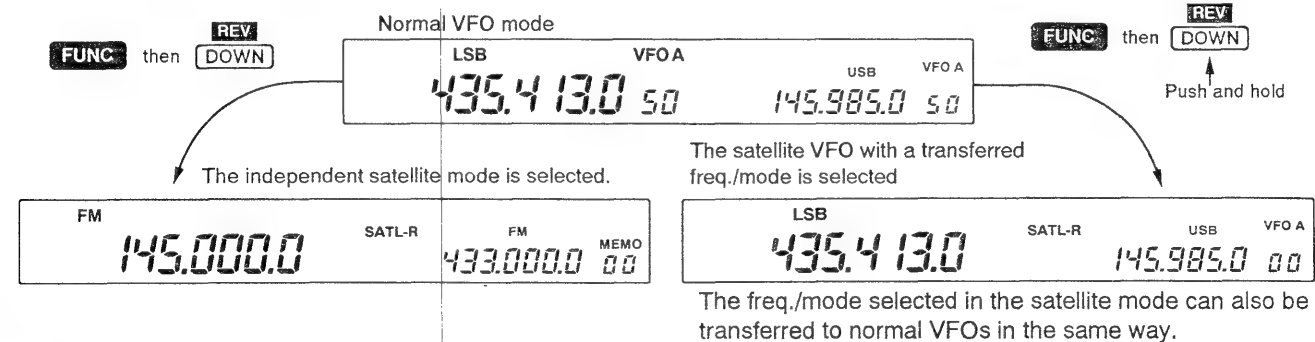 Normal VFO mode
REV
FUNC then DOWN
LSB VFO A
435.413.0 50
USB VFO A
145.985.0 50
REV
FUNC then DOWN
Push and hold
The independent satellite mode is selected.
FM
145.000.0
SATL-R
FM
433.000.0
MEMO
00
The satellite VFO with a transferred
freq./mode is selected
LSB
435.413.0
SATL-R
USB
145.985.0
VFO A
00
The freq./mode selected in the satellite mode can also be
transferred to normal VFOs in the same way.